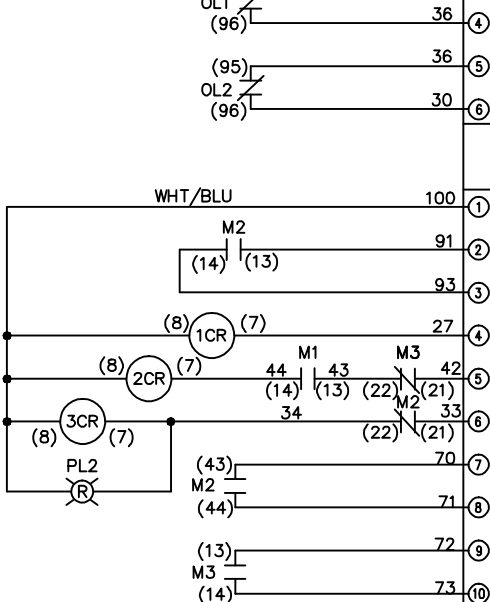 OL1
(96) 36 4
(95) 36 5
OL2
(96) 30 6
WHT/BLU 100 1
M2 91 2
(14) (13)
93 3
(8) 1CR (7) 27 4
M1 M3
(8) 2CR (7) 44 43 42 5
(14) (13) (22) (21)
M2
3CR 34 33 6
(8) (7) (22) (21)
PL2
R
(43) 70 7
M2
(44) 71 8
(13) 72 9
M3
(14) 73 10